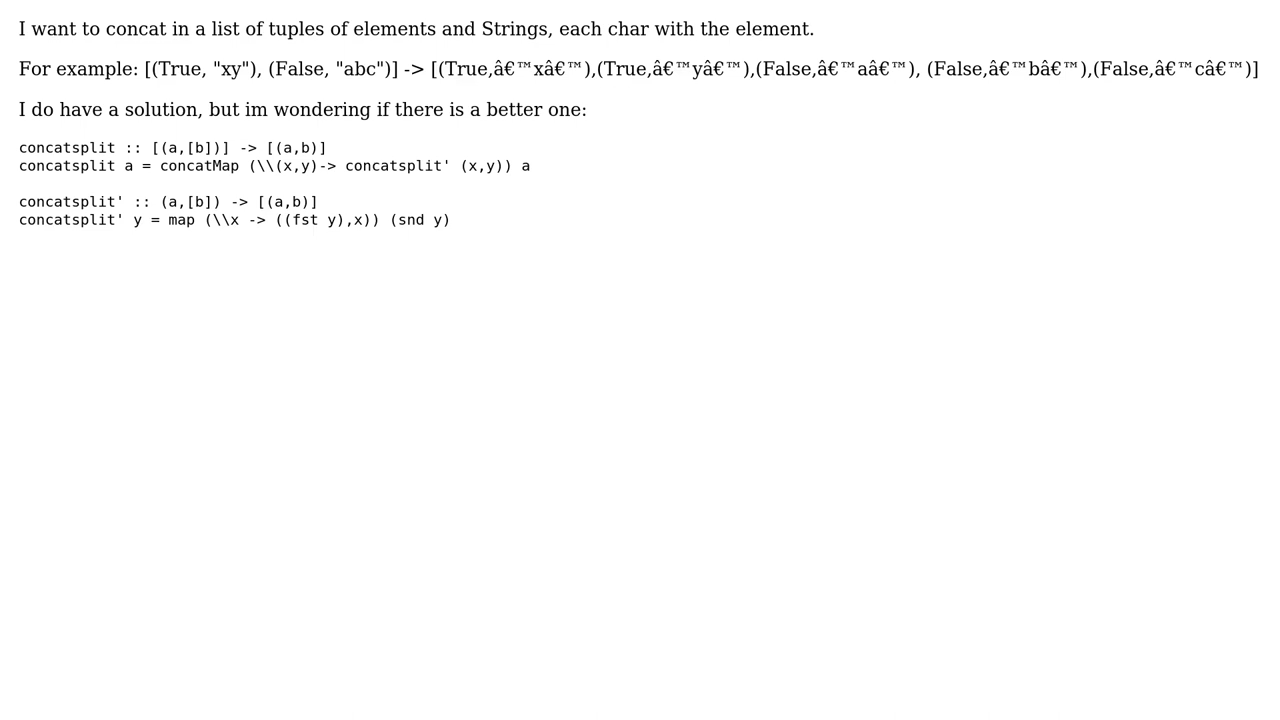 I want to concat in a list of tuples of elements and Strings, each char with the element.
For example: [(True, "xy"), (False, "abc")] -> [(True,â€™xâ€™),(True,â€™yâ€™),(False,â€™aâ€™), (False,â€™bâ€™),(False,â€™câ€™)]
I do have a solution, but im wondering if there is a better one:
concatsplit :: [(a,[b])] -> [(a,b)]
concatsplit a = concatMap (\\(x,y)-> concatsplit' (x,y)) a
concatsplit' :: (a,[b]) -> [(a,b)]
concatsplit' y = map (\\x -> ((fst y),x)) (snd y)